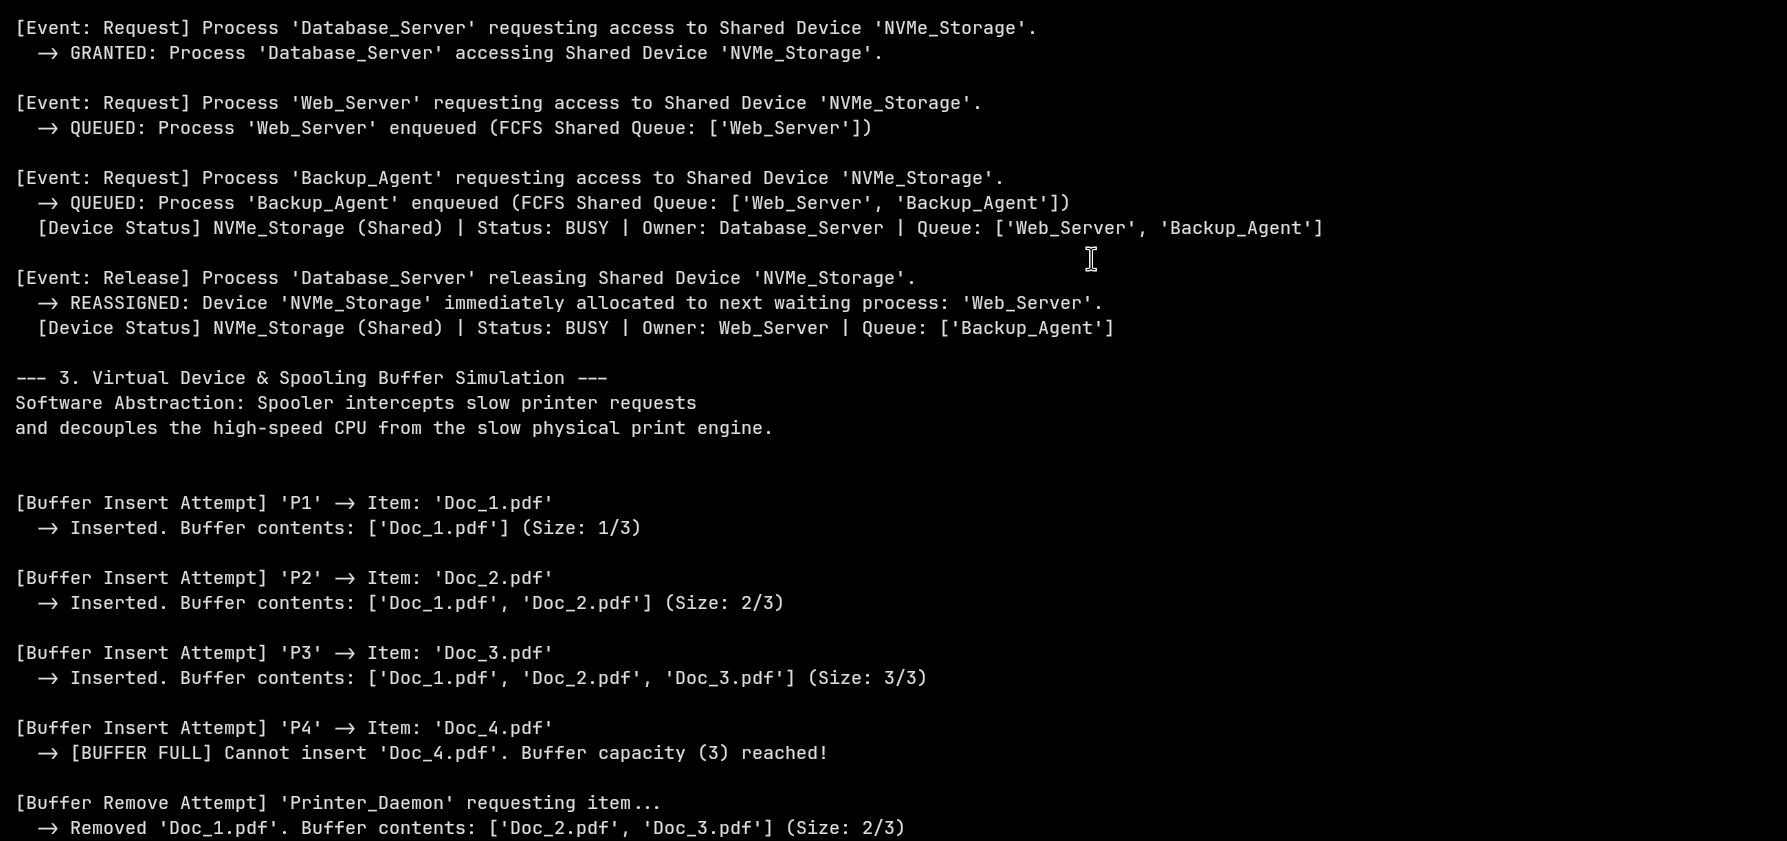 [Event: Request] Process 'Database_Server' requesting access to Shared Device 'NVMe_Storage'.
  -> GRANTED: Process 'Database_Server' accessing Shared Device 'NVMe_Storage'.

[Event: Request] Process 'Web_Server' requesting access to Shared Device 'NVMe_Storage'.
  -> QUEUED: Process 'Web_Server' enqueued (FCFS Shared Queue: ['Web_Server'])

[Event: Request] Process 'Backup_Agent' requesting access to Shared Device 'NVMe_Storage'.
  -> QUEUED: Process 'Backup_Agent' enqueued (FCFS Shared Queue: ['Web_Server', 'Backup_Agent'])
  [Device Status] NVMe_Storage (Shared) | Status: BUSY | Owner: Database_Server | Queue: ['Web_Server', 'Backup_Agent']

[Event: Release] Process 'Database_Server' releasing Shared Device 'NVMe_Storage'.
  -> REASSIGNED: Device 'NVMe_Storage' immediately allocated to next waiting process: 'Web_Server'.
  [Device Status] NVMe_Storage (Shared) | Status: BUSY | Owner: Web_Server | Queue: ['Backup_Agent']

--- 3. Virtual Device & Spooling Buffer Simulation ---
Software Abstraction: Spooler intercepts slow printer requests
and decouples the high-speed CPU from the slow physical print engine.

[Buffer Insert Attempt] 'P1' -> Item: 'Doc_1.pdf'
  -> Inserted. Buffer contents: ['Doc_1.pdf'] (Size: 1/3)

[Buffer Insert Attempt] 'P2' -> Item: 'Doc_2.pdf'
  -> Inserted. Buffer contents: ['Doc_1.pdf', 'Doc_2.pdf'] (Size: 2/3)

[Buffer Insert Attempt] 'P3' -> Item: 'Doc_3.pdf'
  -> Inserted. Buffer contents: ['Doc_1.pdf', 'Doc_2.pdf', 'Doc_3.pdf'] (Size: 3/3)

[Buffer Insert Attempt] 'P4' -> Item: 'Doc_4.pdf'
  -> [BUFFER FULL] Cannot insert 'Doc_4.pdf'. Buffer capacity (3) reached!

[Buffer Remove Attempt] 'Printer_Daemon' requesting item...
  -> Removed 'Doc_1.pdf'. Buffer contents: ['Doc_2.pdf', 'Doc_3.pdf'] (Size: 2/3)